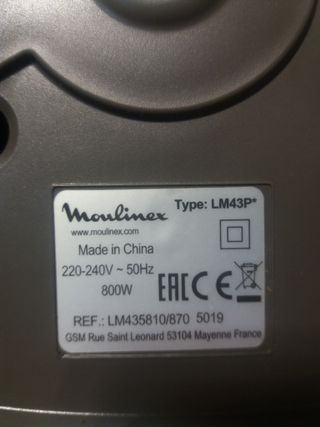 Moulinex Type: LM43P*
www.moulinex.com
Made in China
220-240V ~ 50Hz
800W
EAC CE
REF.: LM435810/870 5019
GSM Rue Saint Leonard 53104 Mayenne France